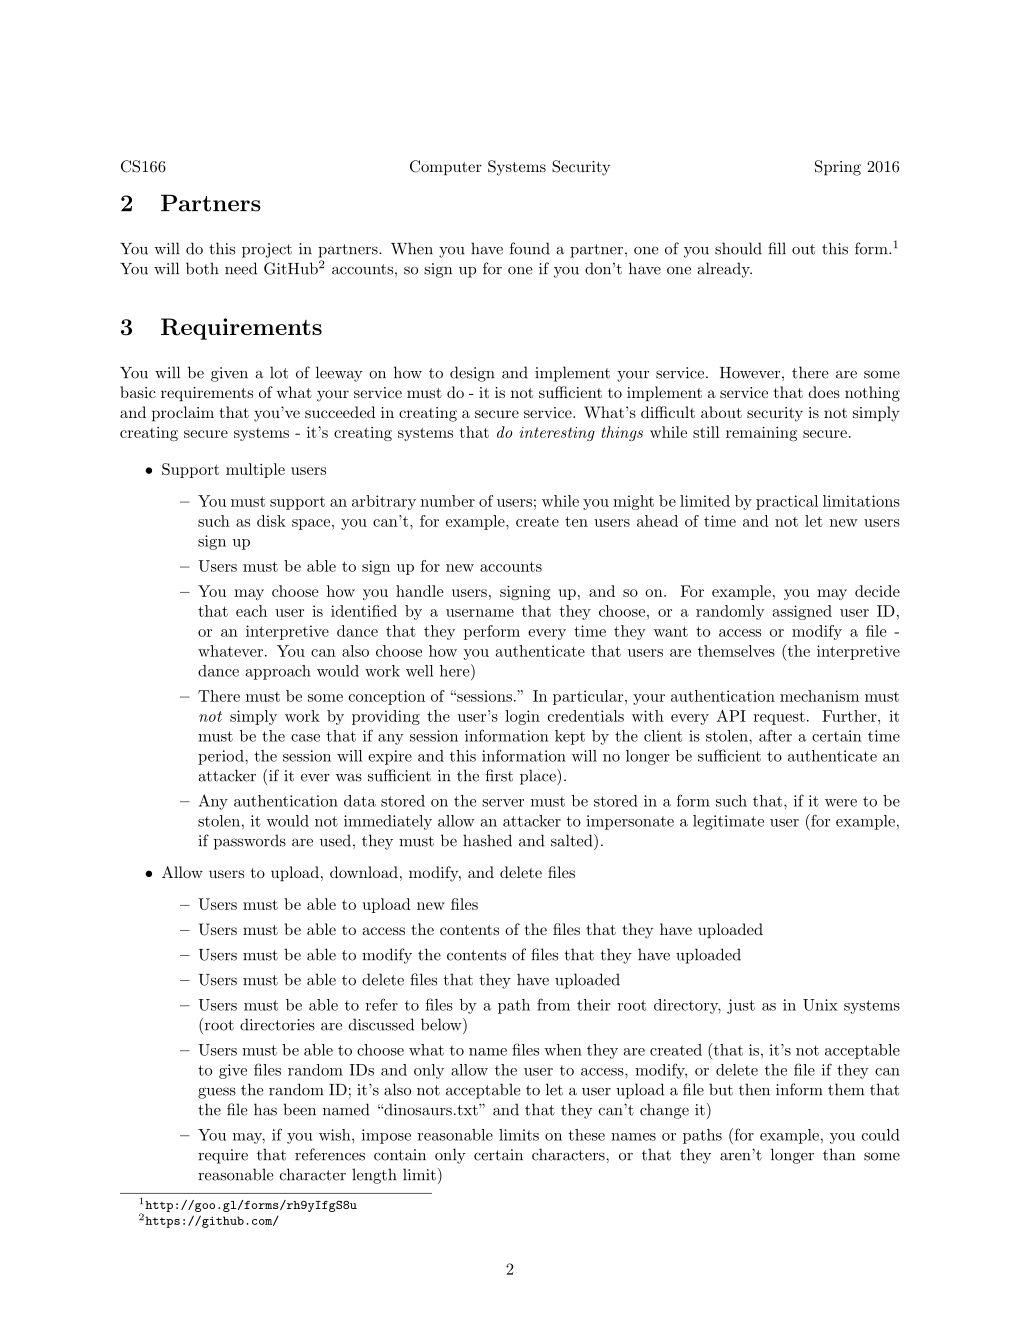 CS166 Computer Systems Security Spring 2016
2 Partners
You will do this project in partners. When you have found a partner, one of you should fill out this form.1
You will both need GitHub2 accounts, so sign up for one if you don't have one already.
3 Requirements
You will be given a lot of leeway on how to design and implement your service. However, there are some
basic requirements of what your service must do - it is not sufficient to implement a service that does nothing
and proclaim that you've succeeded in creating a secure service. What's difficult about security is not simply
creating secure systems - it's creating systems that do interesting things while still remaining secure.
• Support multiple users
– You must support an arbitrary number of users; while you might be limited by practical limitations
such as disk space, you can't, for example, create ten users ahead of time and not let new users
sign up
– Users must be able to sign up for new accounts
– You may choose how you handle users, signing up, and so on. For example, you may decide
that each user is identified by a username that they choose, or a randomly assigned user ID,
or an interpretive dance that they perform every time they want to access or modify a file -
whatever. You can also choose how you authenticate that users are themselves (the interpretive
dance approach would work well here)
– There must be some conception of “sessions.” In particular, your authentication mechanism must
not simply work by providing the user's login credentials with every API request. Further, it
must be the case that if any session information kept by the client is stolen, after a certain time
period, the session will expire and this information will no longer be sufficient to authenticate an
attacker (if it ever was sufficient in the first place).
– Any authentication data stored on the server must be stored in a form such that, if it were to be
stolen, it would not immediately allow an attacker to impersonate a legitimate user (for example,
if passwords are used, they must be hashed and salted).
• Allow users to upload, download, modify, and delete files
– Users must be able to upload new files
– Users must be able to access the contents of the files that they have uploaded
– Users must be able to modify the contents of files that they have uploaded
– Users must be able to delete files that they have uploaded
– Users must be able to refer to files by a path from their root directory, just as in Unix systems
(root directories are discussed below)
– Users must be able to choose what to name files when they are created (that is, it's not acceptable
to give files random IDs and only allow the user to access, modify, or delete the file if they can
guess the random ID; it's also not acceptable to let a user upload a file but then inform them that
the file has been named “dinosaurs.txt” and that they can't change it)
– You may, if you wish, impose reasonable limits on these names or paths (for example, you could
require that references contain only certain characters, or that they aren't longer than some
reasonable character length limit)
1http://goo.gl/forms/rh9yIfgS8u
2https://github.com/
2